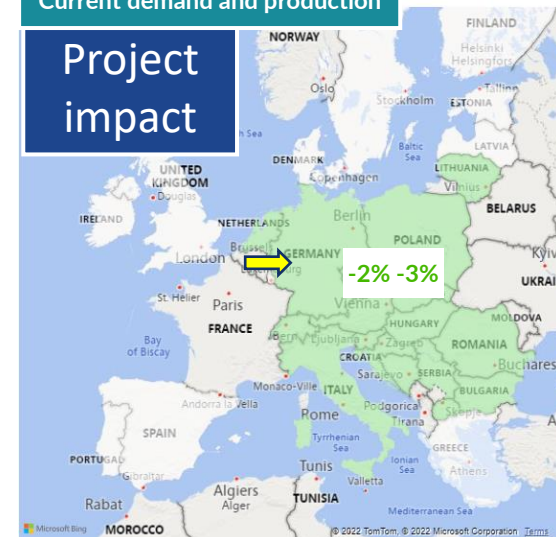 Current demand and production
Project
impact
FINLAND
NORWAY
Helsinki
Helsingfors
Oslo
Tallinn
Stockholm
ESTONIA
Sea
Baltic
Sea
LATVIA
DENMARK
Copenhagen
LITHUANIA
Vilnius
UNITED
KINGDOM
Douglas
BELARUS
IRELAND
NETHERLANDS
Berlin
POLAND
Brussels
London
GERMANY
-2% -3%
Kyiv
UKRAI
St. Helier
Paris
Vienna
MOLDOVA
FRANCE
Bern
Ljubljana
Zagreb
HUNGARY
ROMANIA
Bay
of Biscay
CROATIA
Sarajevo
SERBIA
Buchares
Monaco-Ville
ITALY
BULGARIA
Andorra la Vella
Podgorica
Skopje
Rome
Tirana
SPAIN
Tyrrhenian
Sea
GREECE
PORTUGAL
Ionian
Sea
Athens
Gibraltar
Tunis
Valletta
Algiers
Alger
Rabat
TUNISIA
Mediterranean Sea
Microsoft Bing
MOROCCO
© 2022 TomTom, © 2022 Microsoft Corporation Terms